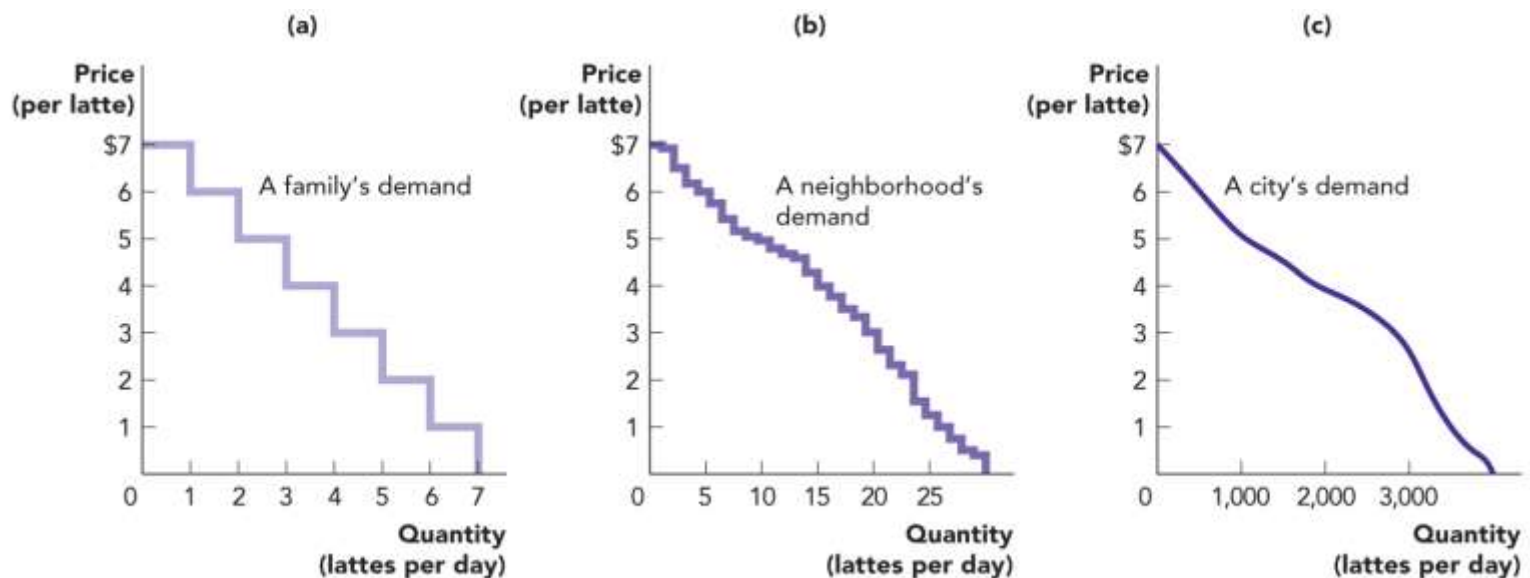 (a)
Price
(per latte)
$7
6
5
4
3
2
1
0 1 2 3 4 5 6 7
A family's demand
Quantity
(lattes per day)
(b)
Price
(per latte)
$7
6
5
4
3
2
1
0 5 10 15 20 25
A neighborhood's
demand
Quantity
(lattes per day)
(c)
Price
(per latte)
$7
6
5
4
3
2
1
0 1,000 2,000 3,000
A city's demand
Quantity
(lattes per day)